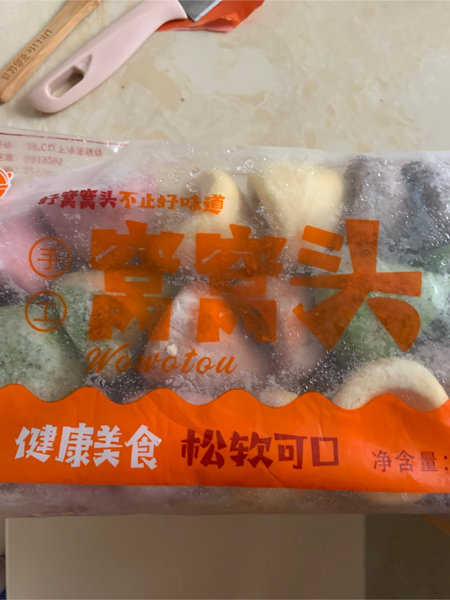 好窝窝头不止好味道
手工
窝窝头
Wowotou
健康美食 松软可口 净含量: